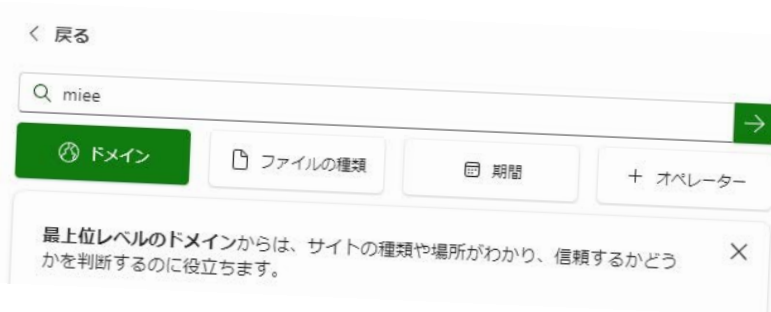 戻る
miee
ドメイン ファイルの種類 期間 オペレーター
最上位レベルのドメインからは、サイトの種類や場所がわかり、信頼するかどう
かを判断するのに役立ちます。